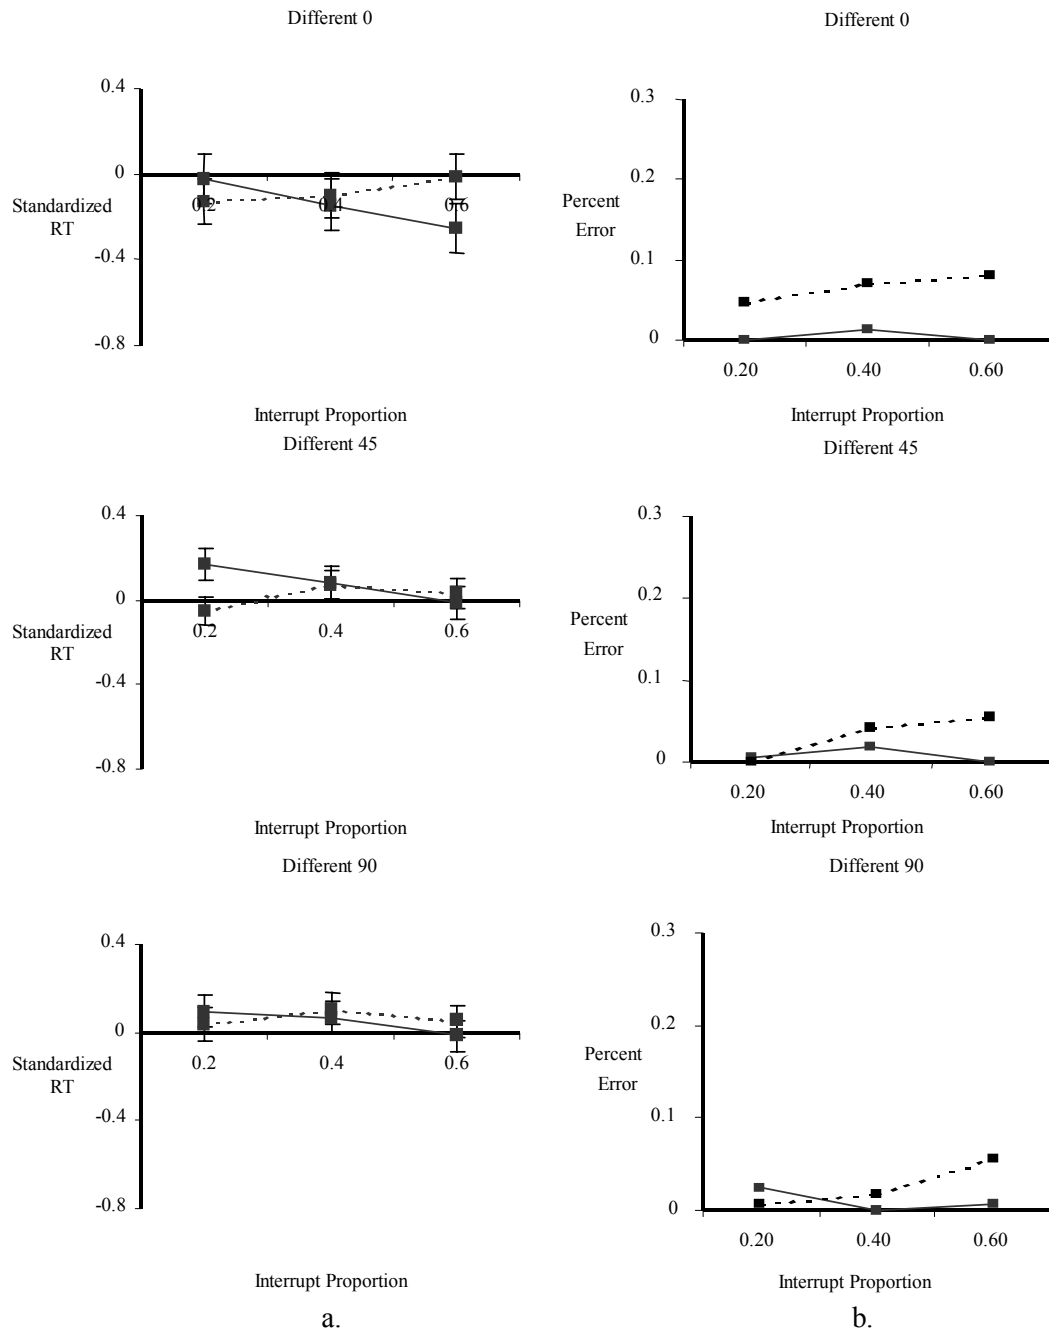 Different 0
0.4
0
Standardized
RT
-0.4
-0.8
0.2
0.4
0.6
Interrupt Proportion
Different 0
0.3
0.2
Percent
Error
0.1
0
0.20 0.40 0.60
Interrupt Proportion
Different 45
0.4
0
Standardized
RT
-0.4
-0.8
0.2 0.4 0.6
Interrupt Proportion
Different 45
0.3
0.2
Percent
Error
0.1
0
0.20 0.40 0.60
Interrupt Proportion
Different 90
0.4
0
Standardized
RT
-0.4
-0.8
0.2 0.4 0.6
Interrupt Proportion
a.
Different 90
0.3
0.2
Percent
Error
0.1
0
0.20 0.40 0.60
Interrupt Proportion
b.